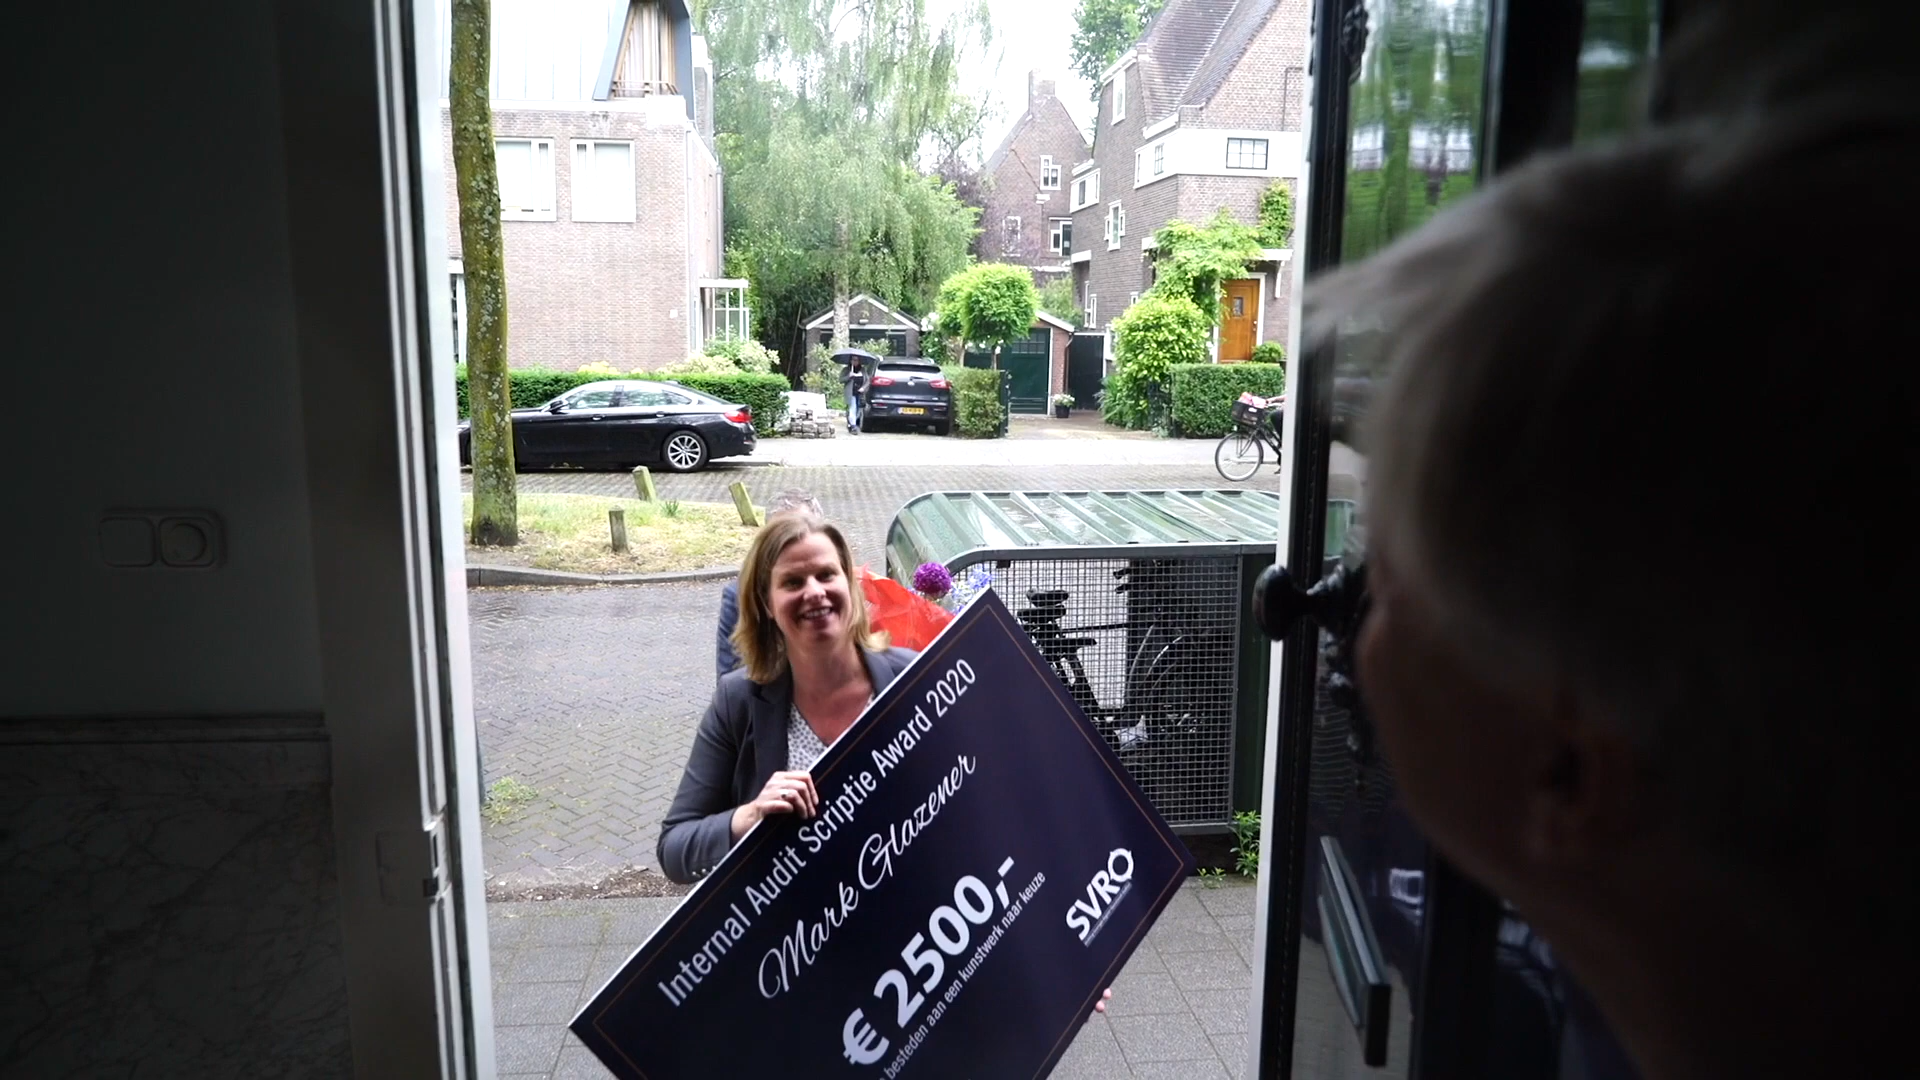 Internal Audit Scriptie Award 2020
Mark Glazener
€ 2500,-
besteden aan een kunstwerk naar keuze
SVRO